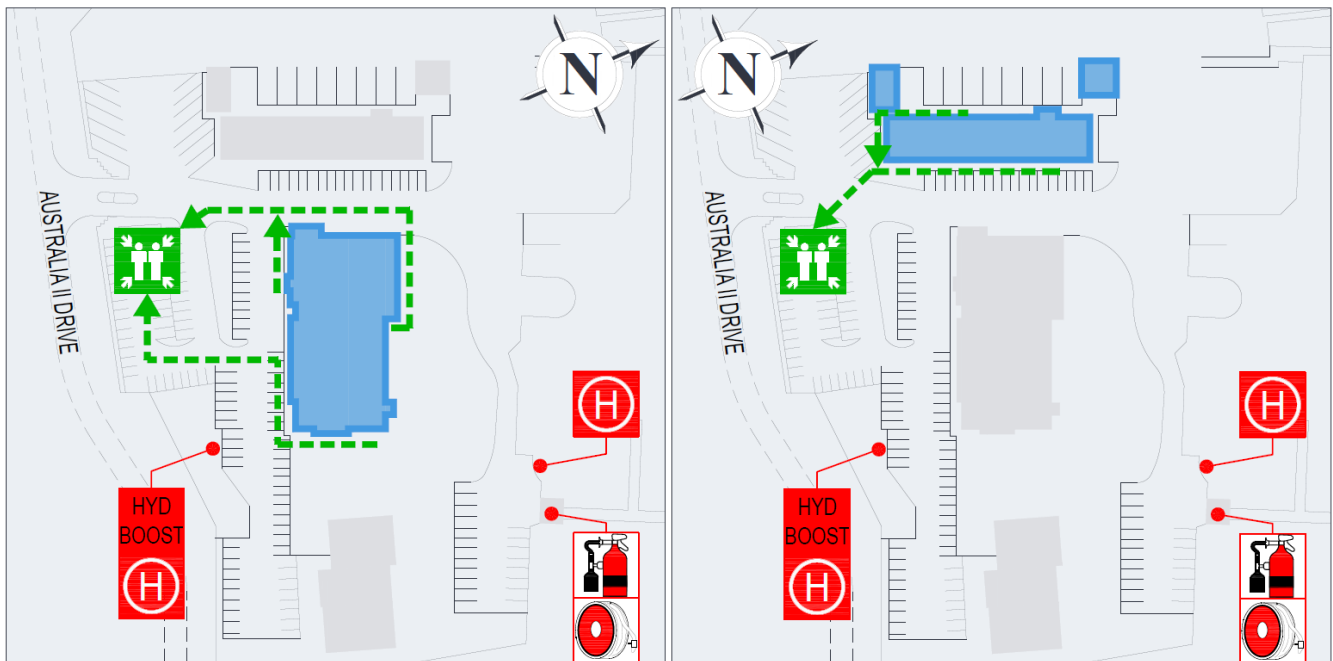 N
AUSTRALIA II DRIVE
H
HYD
BOOST
H
N
AUSTRALIA II DRIVE
H
HYD
BOOST
H